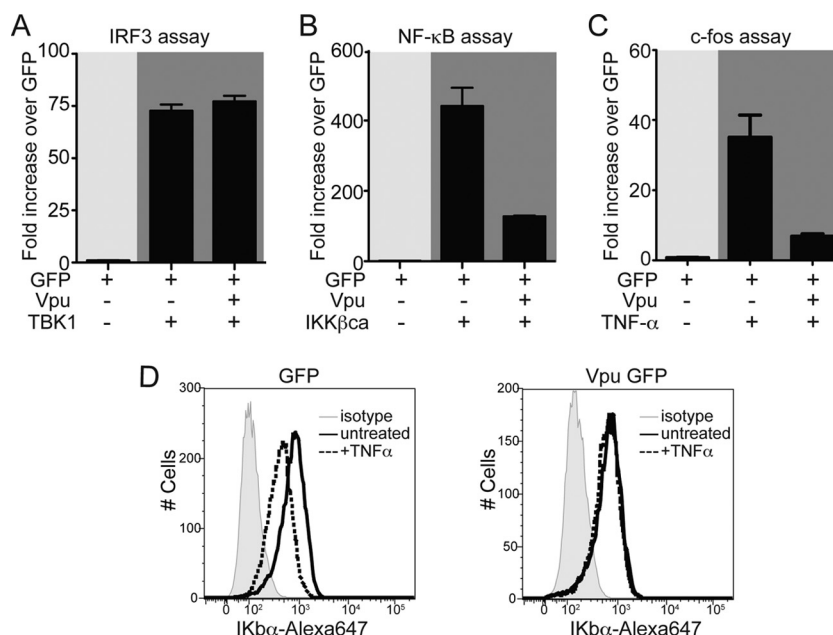 A
IRF3 assay
Fold increase over GFP
100
75
50
25
0
GFP + + +
Vpu - - +
TBK1 - + +
B
NF-κB assay
Fold increase over GFP
600
400
200
0
GFP + + +
Vpu - - +
IKKβca - + +
C
c-fos assay
Fold increase over GFP
60
40
20
0
GFP + + +
Vpu - - +
TNF-α - + +
D
GFP
# Cells
300
200
100
0
isotype
untreated
+TNFα
0 10² 10³ 10⁴ 10⁵
IKbα-Alexa647
Vpu GFP
# Cells
200
150
100
50
0
isotype
untreated
+TNFα
0 10² 10³ 10⁴ 10⁵
IKbα-Alexa647